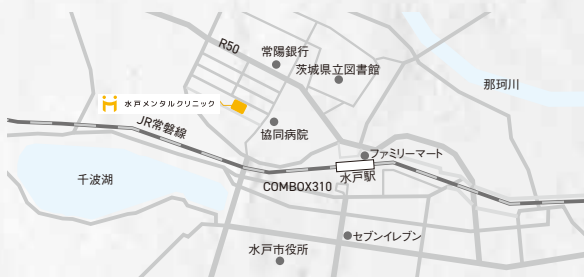 R50
常陽銀行
茨城県立図書館
那珂川
水戸メンタルクリニック
JR常磐線
協同病院
ファミリーマート
水戸駅
千波湖
COMBOX310
セブンイレブン
水戸市役所